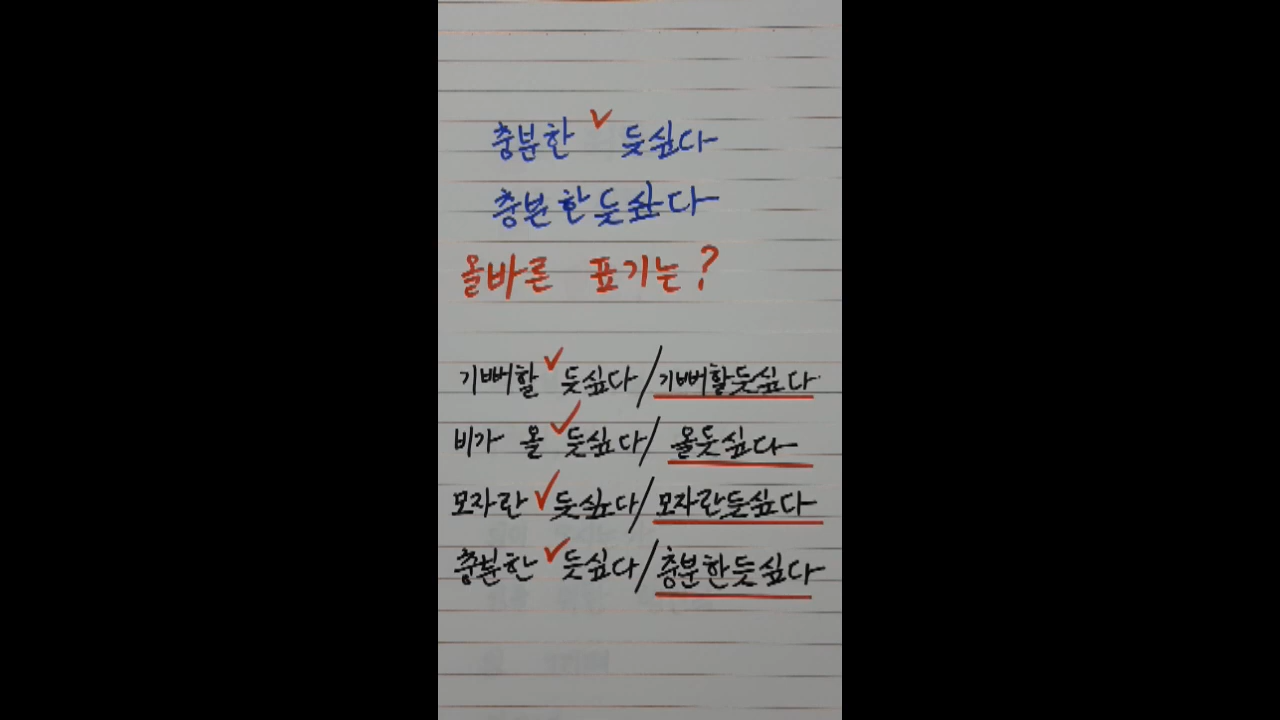 충분한 ✓ 듯싶다
충분한듯싶다
올바른 표기는?
기뻐할 ✓ 듯싶다/기뻐할듯싶다
비가 올 ✓ 듯싶다/올듯싶다
모자란 ✓ 듯싶다/모자란듯싶다
충분한 ✓ 듯싶다/충분한듯싶다